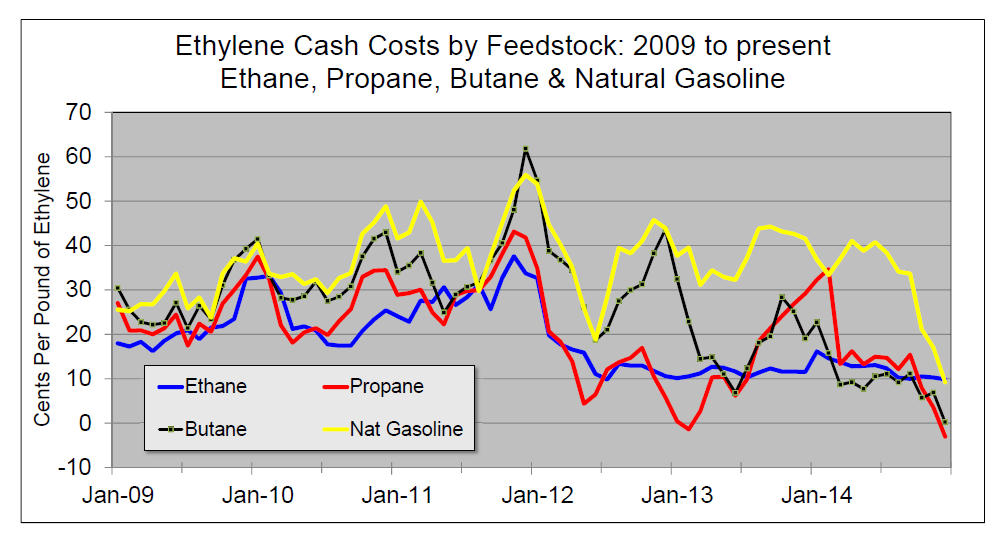 Ethylene Cash Costs by Feedstock: 2009 to present
Ethane, Propane, Butane & Natural Gasoline
Cents Per Pound of Ethylene
70
60
50
40
30
20
10
0
-10
Ethane
Propane
Butane
Nat Gasoline
Jan-09
Jan-10
Jan-11
Jan-12
Jan-13
Jan-14